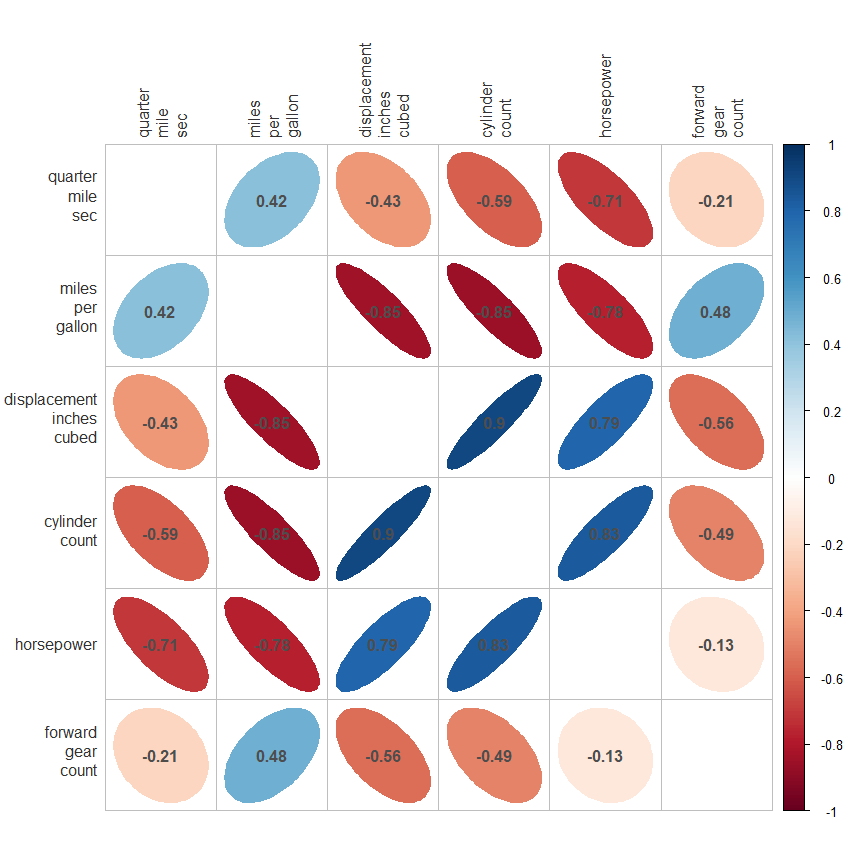 quarter
mile
sec
miles
per
gallon
displacement
inches
cubed
cylinder
count
horsepower
forward
gear
count
quarter
mile
sec
0.42 -0.43 -0.59 -0.71 -0.21
miles
per
gallon
0.42 -0.85 -0.85 -0.78 0.48
displacement
inches
cubed
-0.43 -0.85 0.9 0.79 -0.56
cylinder
count
-0.59 -0.85 0.9 0.83 -0.49
horsepower
-0.71 -0.78 0.79 0.83 -0.13
forward
gear
count
-0.21 0.48 -0.56 -0.49 -0.13
1
0.8
0.6
0.4
0.2
0
-0.2
-0.4
-0.6
-0.8
-1